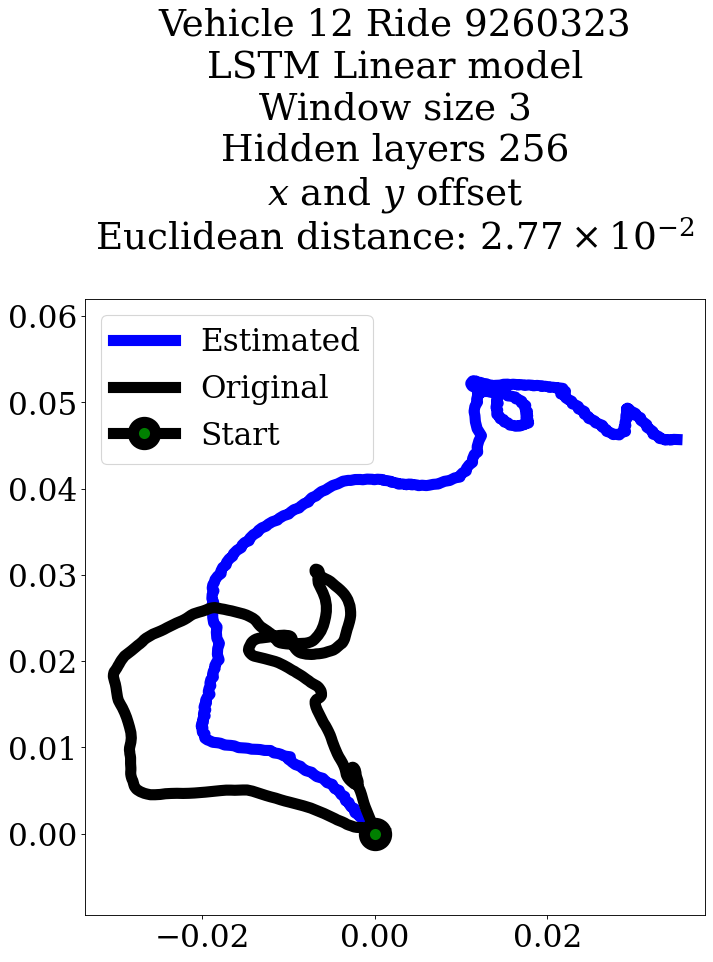 Vehicle 12 Ride 9260323
LSTM Linear model
Window size 3
Hidden layers 256
x and y offset
Euclidean distance: 2.77 × 10⁻²
0.06
Estimated
0.05
Original
Start
0.04
0.03
0.02
0.01
0.00
−0.02
0.00
0.02